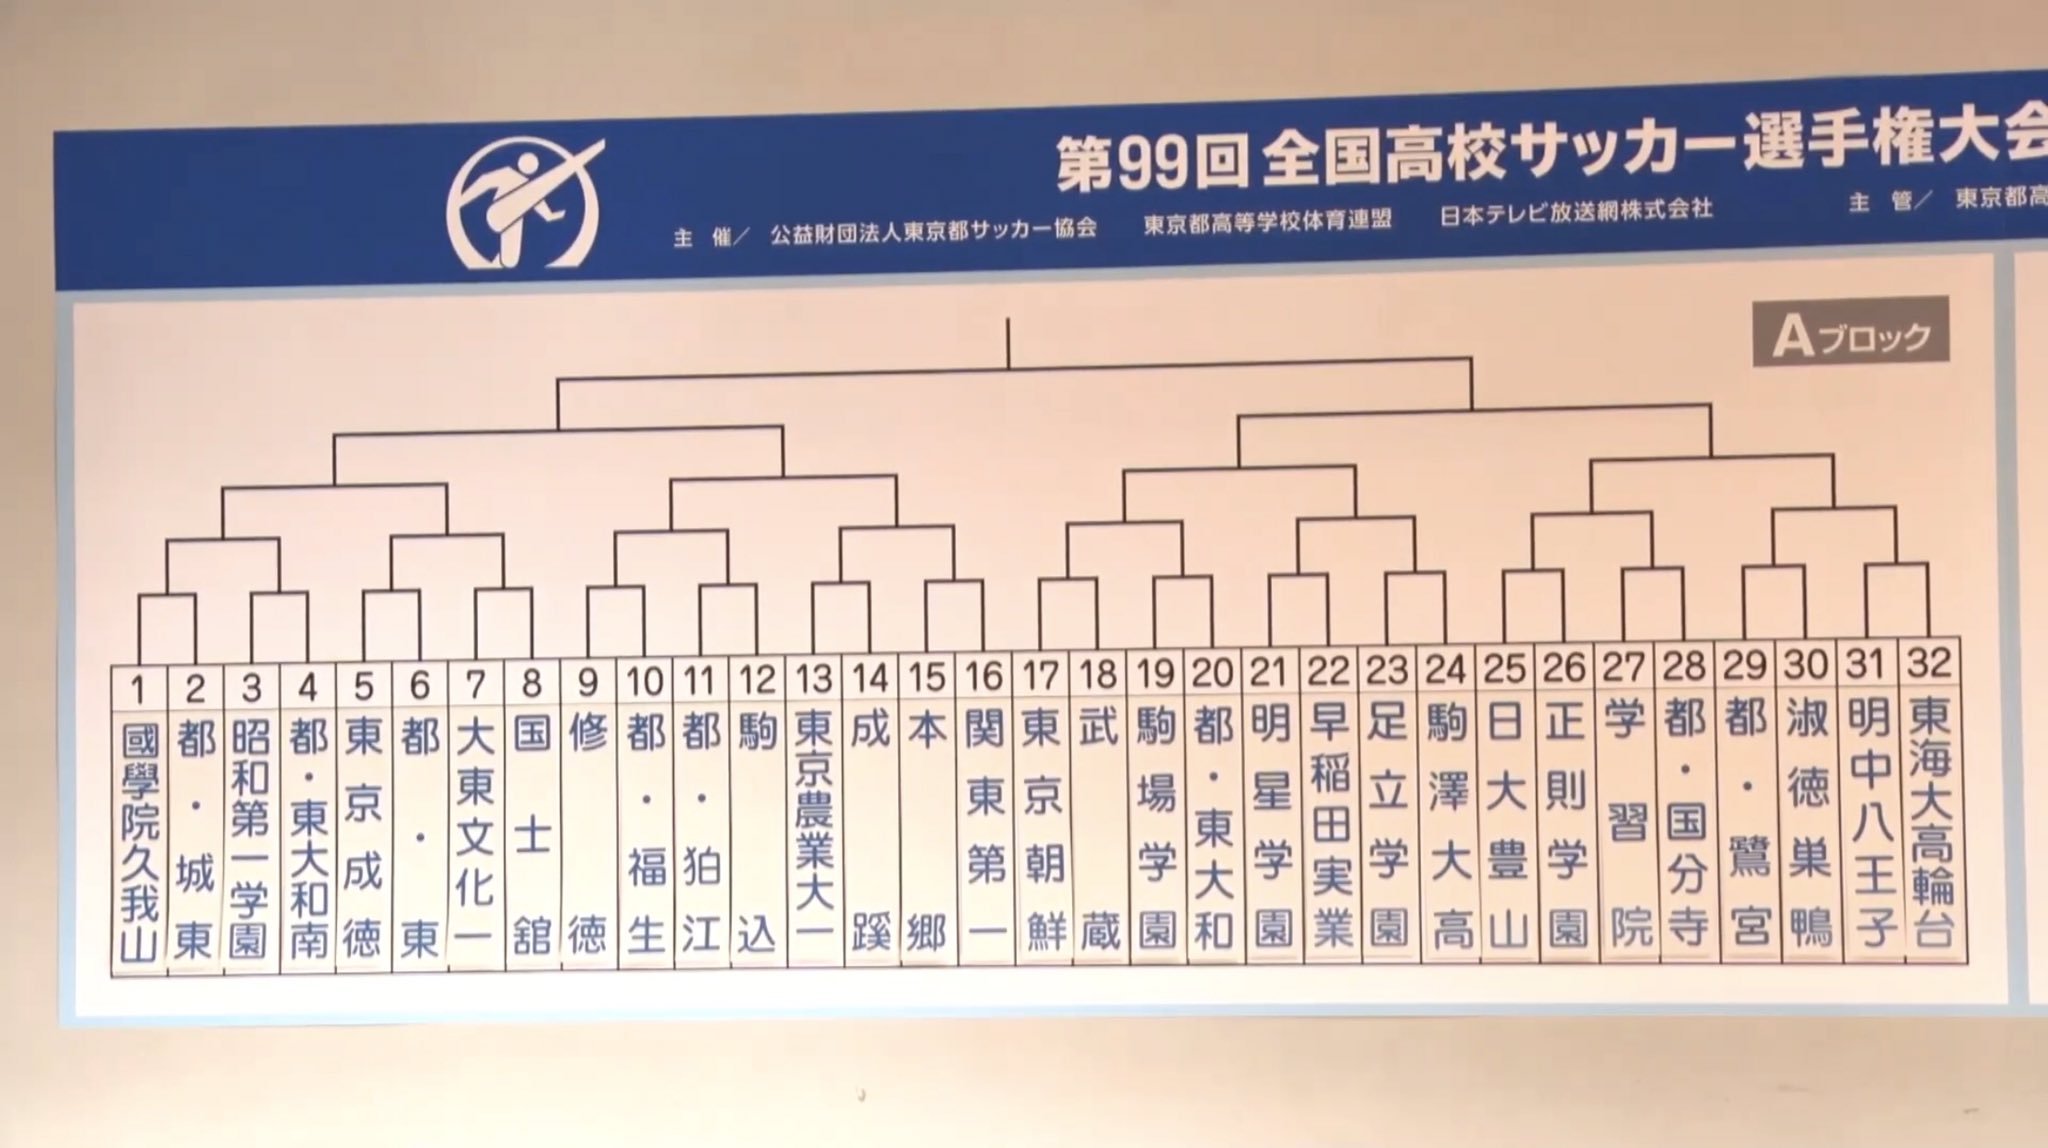 第99回全国高校サッカー選手権大会
主 催／ 公益財団法人東京都サッカー協会 東京都高等学校体育連盟 日本テレビ放送網株式会社 主 管／ 東京都高
Aブロック
1 國學院久我山
2 都・城東
3 昭和第一学園
4 都・東大和南
5 東京成徳
6 都・東
7 大東文化一
8 国士舘
9 修徳
10 都・福生
11 都・狛江
12 駒込
13 東京農業大一
14 成蹊
15 本郷
16 関東第一
17 東京朝鮮
18 武蔵
19 駒場学園
20 都・東大和
21 明星学園
22 早稲田実業
23 足立学園
24 駒澤大高
25 日大豊山
26 正則学園
27 学習院
28 都・国分寺
29 都・鷺宮
30 淑徳巣鴨
31 明中八王子
32 東海大高輪台